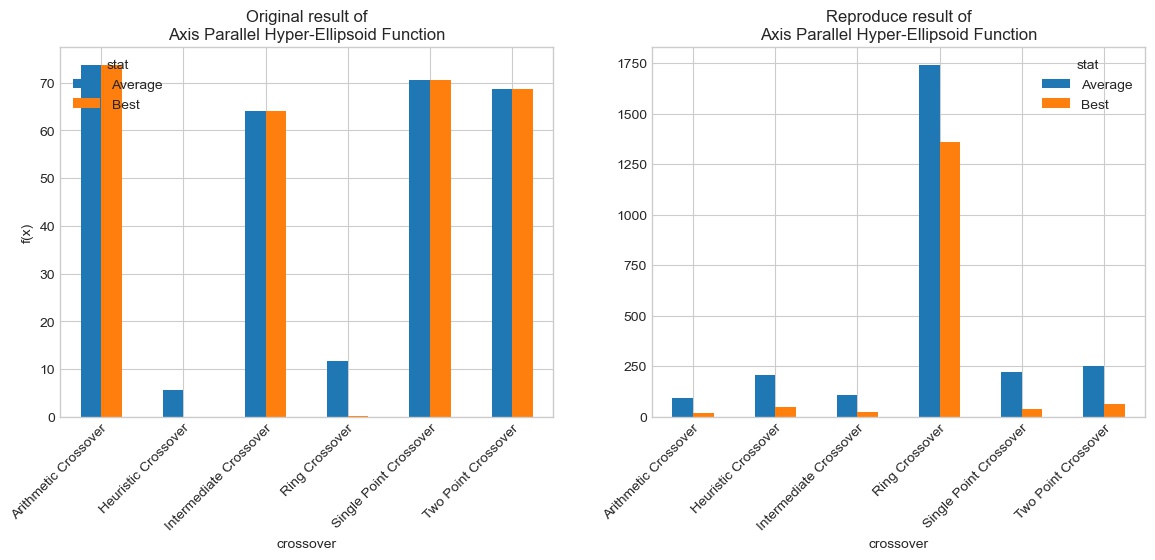 Original result of
Axis Parallel Hyper-Ellipsoid Function
stat
Average
Best
70
60
50
40
30
20
10
0
f(x)
Arithmetic Crossover
Heuristic Crossover
Intermediate Crossover
Ring Crossover
Single Point Crossover
Two Point Crossover
crossover
Reproduce result of
Axis Parallel Hyper-Ellipsoid Function
stat
Average
Best
1750
1500
1250
1000
750
500
250
0
Arithmetic Crossover
Heuristic Crossover
Intermediate Crossover
Ring Crossover
Single Point Crossover
Two Point Crossover
crossover